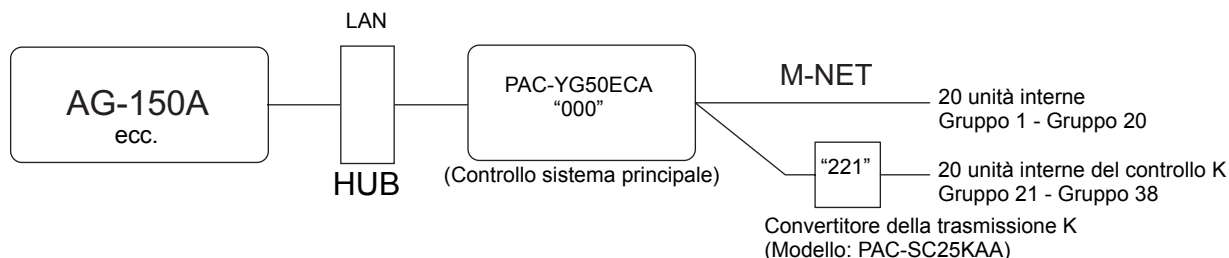 LAN
AG-150A
ecc.
HUB
PAC-YG50ECA
“000”
(Controllo sistema principale)
M-NET
20 unità interne
Gruppo 1 - Gruppo 20
“221”
20 unità interne del controllo K
Gruppo 21 - Gruppo 38
Convertitore della trasmissione K
(Modello: PAC-SC25KAA)